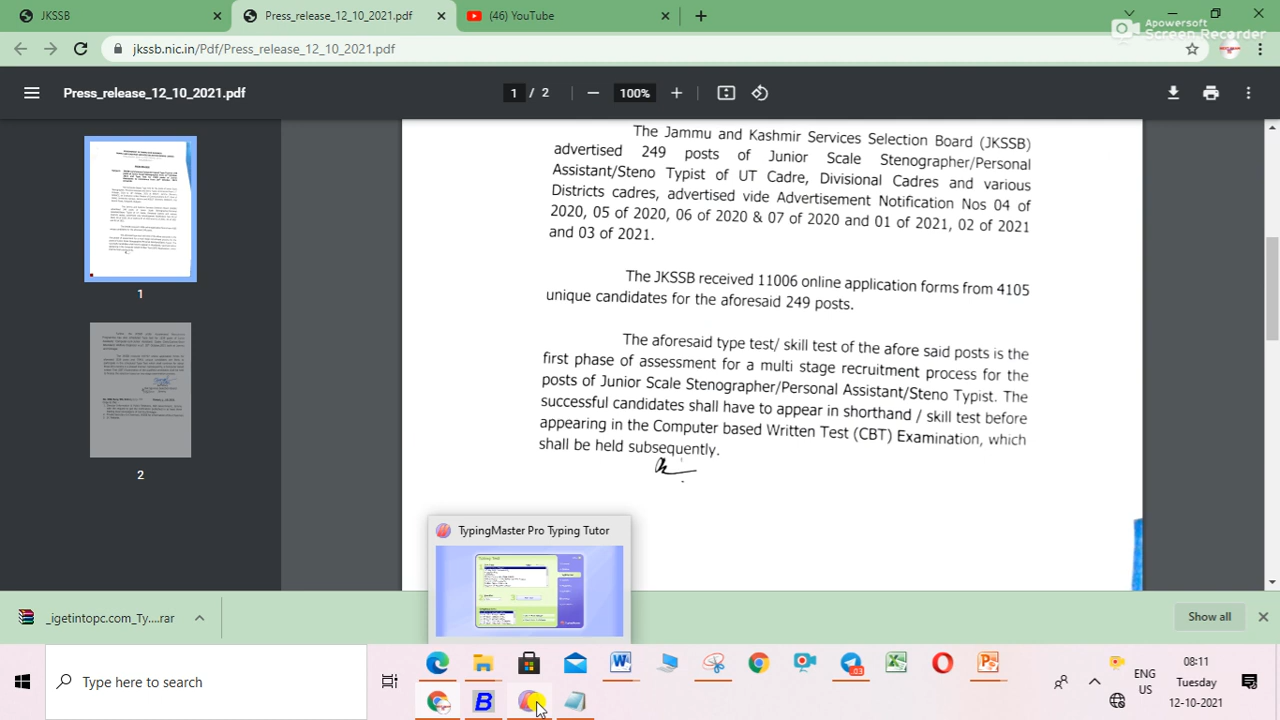 JKSSB
Press_release_12_10_2021.pdf
(46) YouTube
Apowersoft
Screen Recorder
jkssb.nic.in/Pdf/Press_release_12_10_2021.pdf
Press_release_12_10_2021.pdf
1 / 2
100%
The Jammu and Kashmir Services Selection Board (JKSSB)
advertised 249 posts of Junior Scale Stenographer/Personal
Assistant/Steno Typist of UT Cadre, Divisional Cadres and various
Districts cadres, advertised vide Advertisement Notification Nos 04 of
2020, 05 of 2020, 06 of 2020 & 07 of 2020 and 01 of 2021, 02 of 2021
and 03 of 2021.
The JKSSB received 11006 online application forms from 4105
unique candidates for the aforesaid 249 posts.
The aforesaid type test/ skill test of the afore said posts is the
first phase of assessment for a multi stage recruitment process for the
posts of Junior Scale Stenographer/Personal Assistant/Steno Typist. The
successful candidates shall have to appear in shorthand / skill test before
appearing in the Computer based Written Test (CBT) Examination, which
shall be held subsequently.
1
2
TypingMaster Pro Typing Tutor
_igetintopc.com_Ty....rar
Show all
Type here to search
ENG
US
08:11
Tuesday
12-10-2021